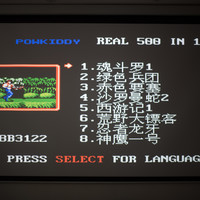 POWKIDDY REAL 500 IN 1
1.魂斗罗1
2.绿色兵团
3.赤色要塞
4.沙罗曼蛇2
5.西游记1
6.荒野大镖客
7.忍者龙牙
8.神鹰一号
8B3122
PRESS SELECT FOR LANGUAG